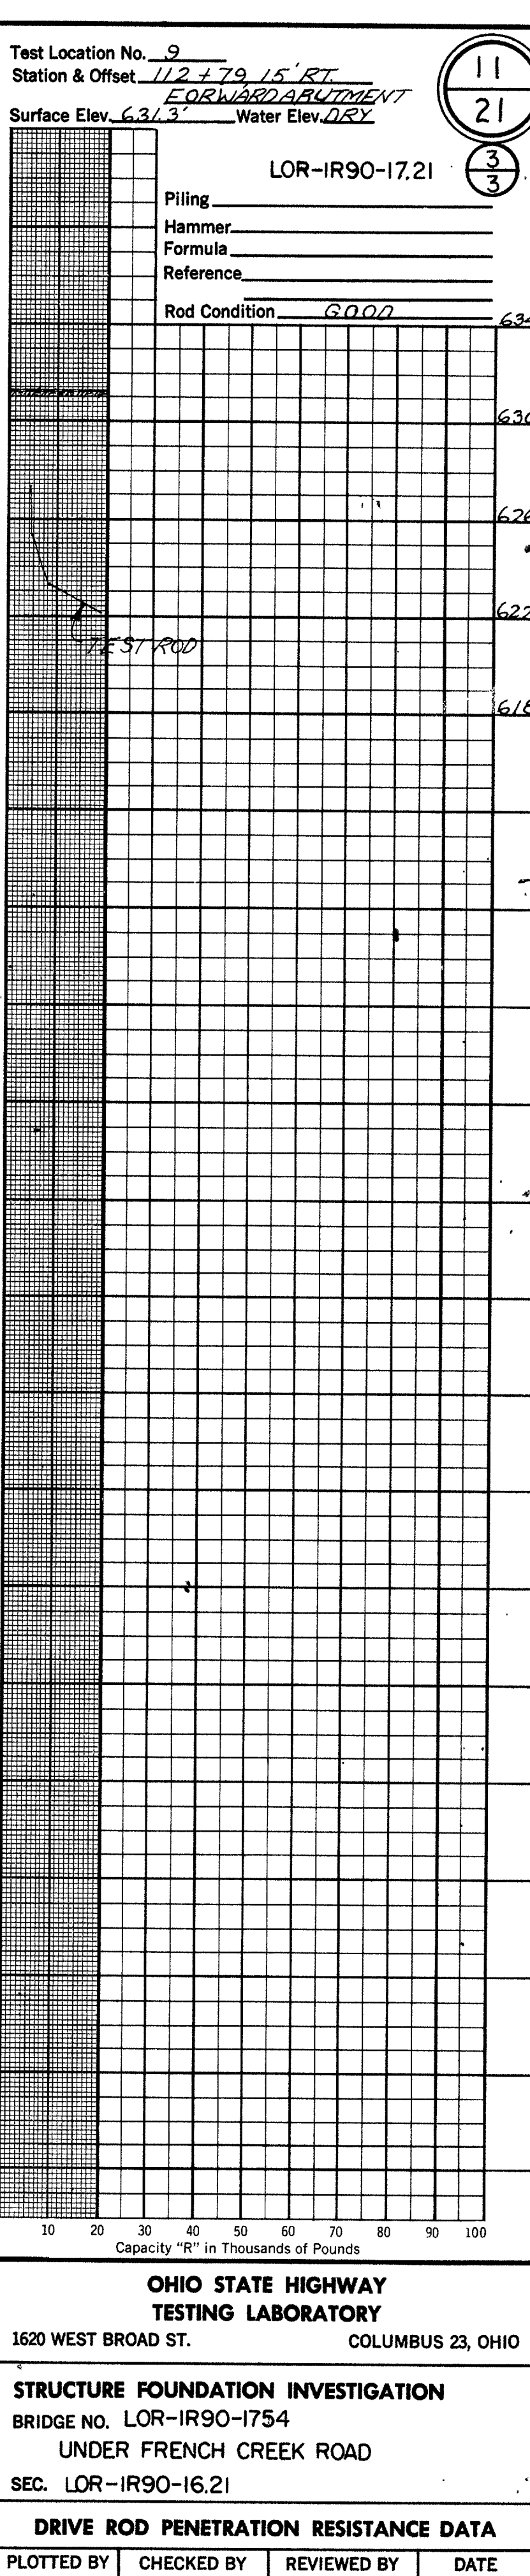 Test Location No. 9
Station & Offset 112 + 79, 15' RT.
FORWARD ABUTMENT
Surface Elev. 631.3' Water Elev. DRY
11
21
LOR-IR90-17.21
3
3
Piling
Hammer
Formula
Reference
Rod Condition GOOD
634
630
626
622
TEST ROD
618
10 20 30 40 50 60 70 80 90 100
Capacity "R" in Thousands of Pounds
OHIO STATE HIGHWAY
TESTING LABORATORY
1620 WEST BROAD ST. COLUMBUS 23, OHIO
STRUCTURE FOUNDATION INVESTIGATION
BRIDGE NO. LOR-IR90-1754
UNDER FRENCH CREEK ROAD
SEC. LOR-IR90-16.21
DRIVE ROD PENETRATION RESISTANCE DATA
PLOTTED BY CHECKED BY REVIEWED BY DATE